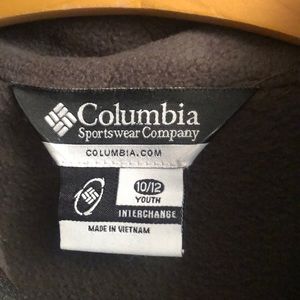 Columbia
Sportswear Company
COLUMBIA.COM
10/12
YOUTH
INTERCHANGE
MADE IN VIETNAM